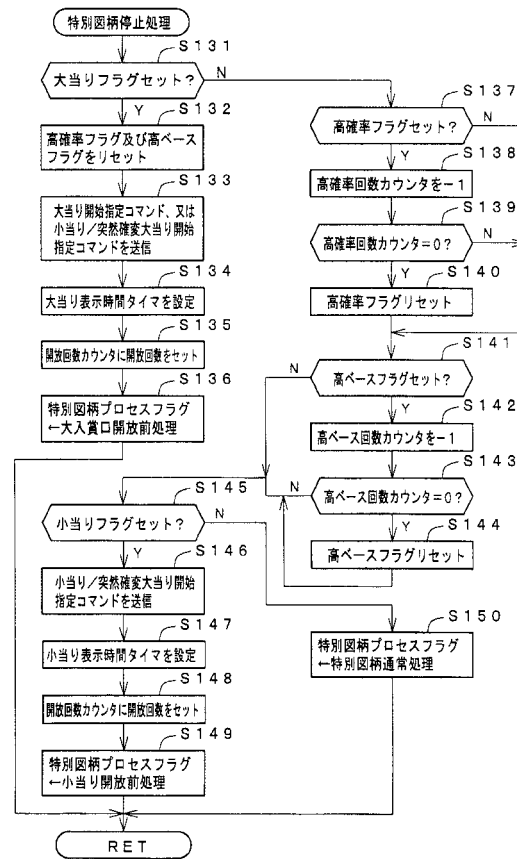 特別図柄停止処理
S131
大当りフラグセット?
N
Y
S132
高確率フラグ及び高ベース
フラグをリセット
S133
大当り開始指定コマンド、又は
小当り/突然確変大当り開始
指定コマンドを送信
S134
大当り表示時間タイマを設定
S135
開放回数カウンタに開放回数をセット
S136
特別図柄プロセスフラグ
←大入賞口開放前処理
S137
高確率フラグセット?
N
Y
S138
高確率回数カウンタを-1
S139
高確率回数カウンタ=0?
N
Y
S140
高確率フラグリセット
S141
高ベースフラグセット?
N
Y
S142
高ベース回数カウンタを-1
S143
高ベース回数カウンタ=0?
N
Y
S144
高ベースフラグリセット
S145
小当りフラグセット?
N
Y
S146
小当り/突然確変大当り開始
指定コマンドを送信
S147
小当り表示時間タイマを設定
S148
開放回数カウンタに開放回数をセット
S149
特別図柄プロセスフラグ
←小当り開放前処理
S150
特別図柄プロセスフラグ
←特別図柄通常処理
RET